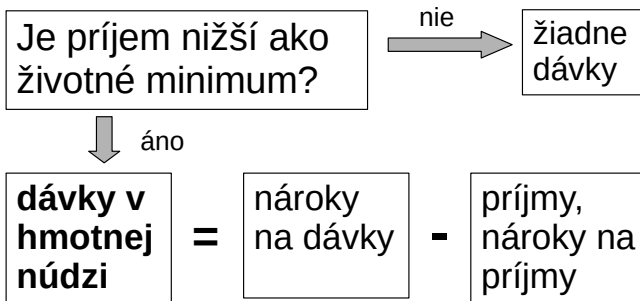 Je príjem nižší ako
životné minimum?
nie
žiadne
dávky
áno
dávky v
hmotnej
núdzi
=
nároky
na dávky
-
príjmy,
nároky na
príjmy